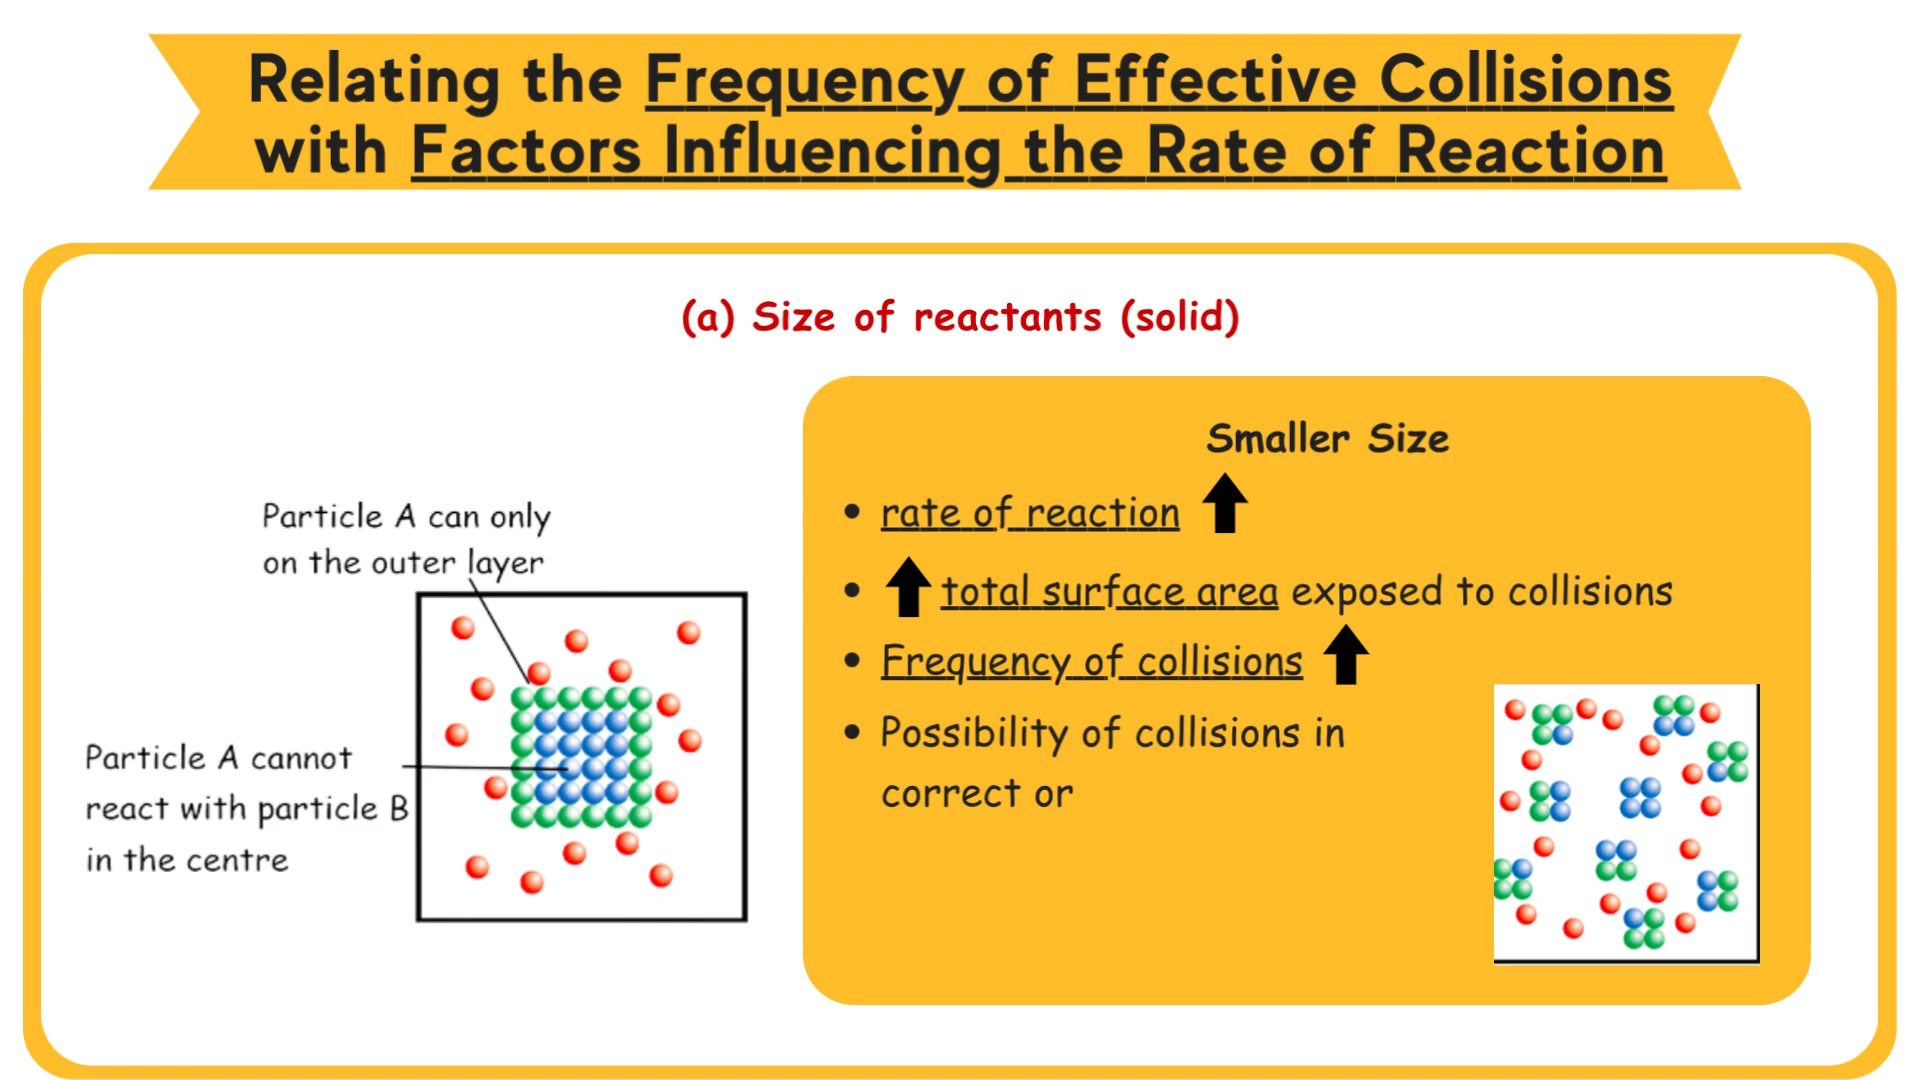 Relating the Frequency of Effective Collisions
with Factors Influencing the Rate of Reaction
(a) Size of reactants (solid)
Particle A can only
on the outer layer
Particle A cannot
react with particle B
in the centre
Smaller Size
• rate of reaction
• total surface area exposed to collisions
• Frequency of collisions
• Possibility of collisions in
correct or